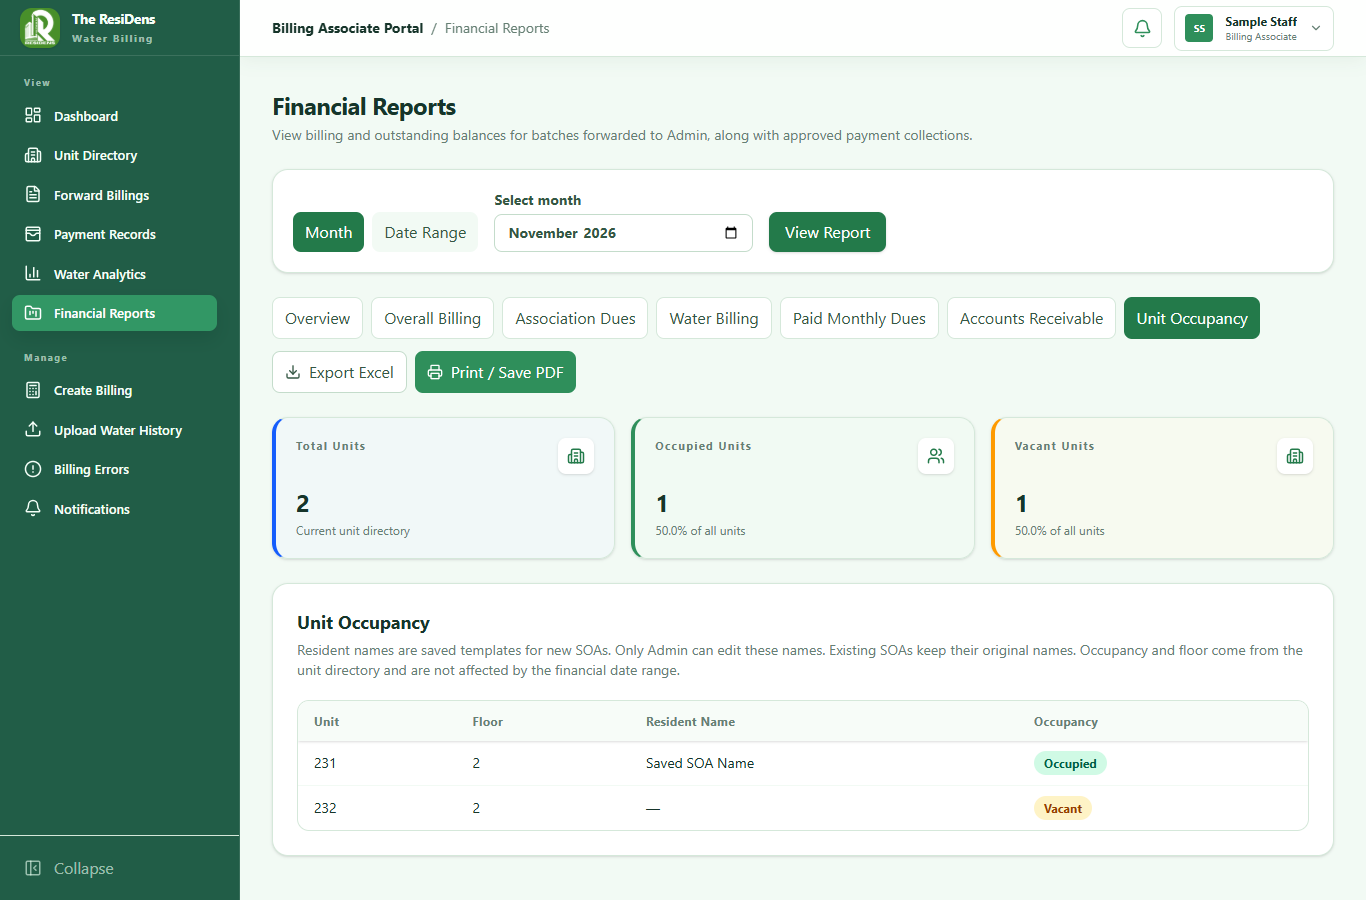 The ResiDens
Water Billing
View
Dashboard
Unit Directory
Forward Billings
Payment Records
Water Analytics
Financial Reports
Manage
Create Billing
Upload Water History
Billing Errors
Notifications
Collapse
Billing Associate Portal / Financial Reports
SS
Sample Staff
Billing Associate
Financial Reports
View billing and outstanding balances for batches forwarded to Admin, along with approved payment collections.
Month
Date Range
Select month
November 2026
View Report
Overview
Overall Billing
Association Dues
Water Billing
Paid Monthly Dues
Accounts Receivable
Unit Occupancy
Export Excel
Print / Save PDF
Total Units
2
Current unit directory
Occupied Units
1
50.0% of all units
Vacant Units
1
50.0% of all units
Unit Occupancy
Resident names are saved templates for new SOAs. Only Admin can edit these names. Existing SOAs keep their original names. Occupancy and floor come from the
unit directory and are not affected by the financial date range.
Unit Floor Resident Name Occupancy
231 2 Saved SOA Name Occupied
232 2 — Vacant